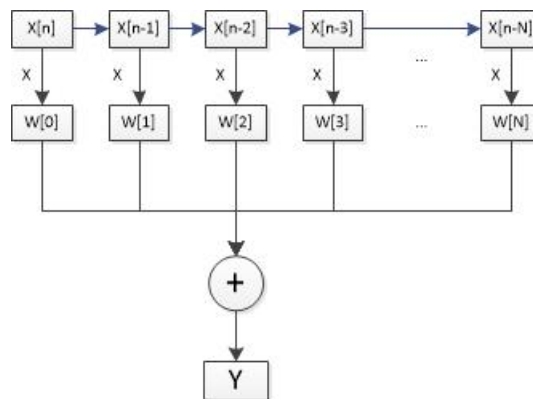 X[n] X[n-1] X[n-2] X[n-3] X[n-N]
...
X X X X X
W[0] W[1] W[2] W[3] ... W[N]
+
Y